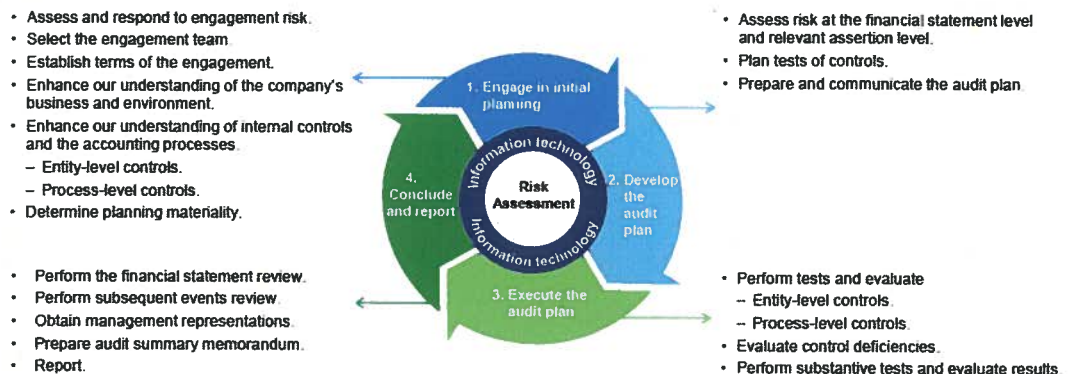 • Assess and respond to engagement risk.
• Select the engagement team
• Establish terms of the engagement.
• Enhance our understanding of the company's
business and environment.
• Enhance our understanding of internal controls
and the accounting processes.
– Entity-level controls.
– Process-level controls.
• Determine planning materiality.
1. Engage in initial
planning
• Assess risk at the financial statement level
and relevant assertion level.
• Plan tests of controls.
• Prepare and communicate the audit plan
Information technology
Risk
Assessment
Information technology
2. Develop
the
audit
plan
4.
Conclude
and report
3. Execute the
audit plan
• Perform the financial statement review.
• Perform subsequent events review.
• Obtain management representations.
• Prepare audit summary memorandum.
• Report.
• Perform tests and evaluate
– Entity-level controls.
– Process-level controls.
• Evaluate control deficiencies.
• Perform substantive tests and evaluate results.